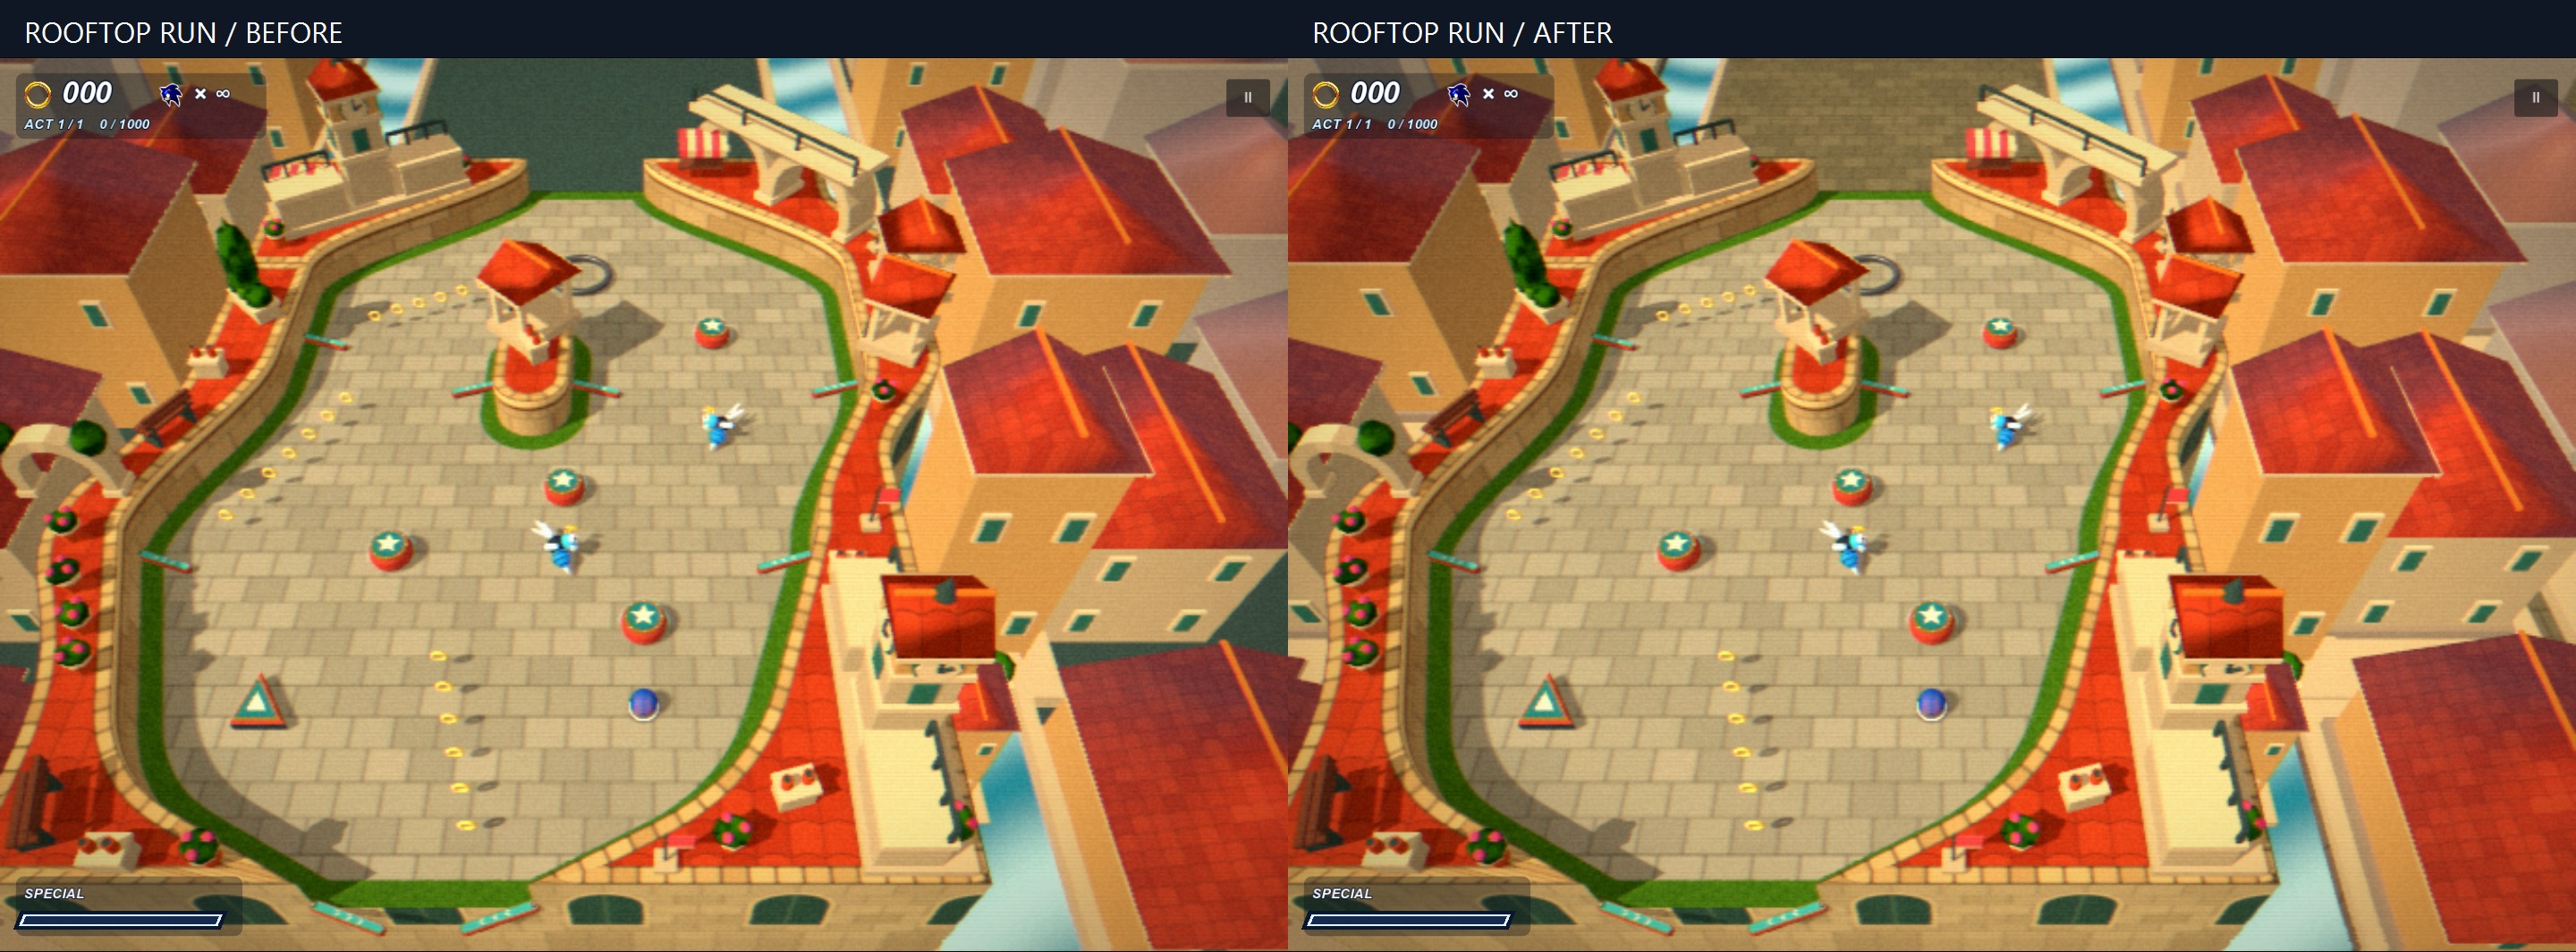 ROOFTOP RUN / BEFORE
000 × ∞
ACT 1/1 0/1000
SPECIAL
ROOFTOP RUN / AFTER
000 × ∞
ACT 1/1 0/1000
SPECIAL